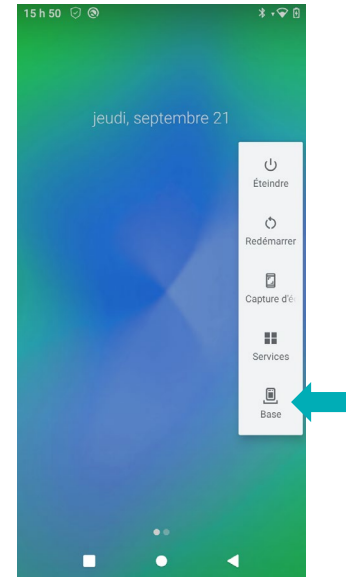 15 h 50
jeudi, septembre 21
Éteindre
Redémarrer
Capture d'é
Services
Base